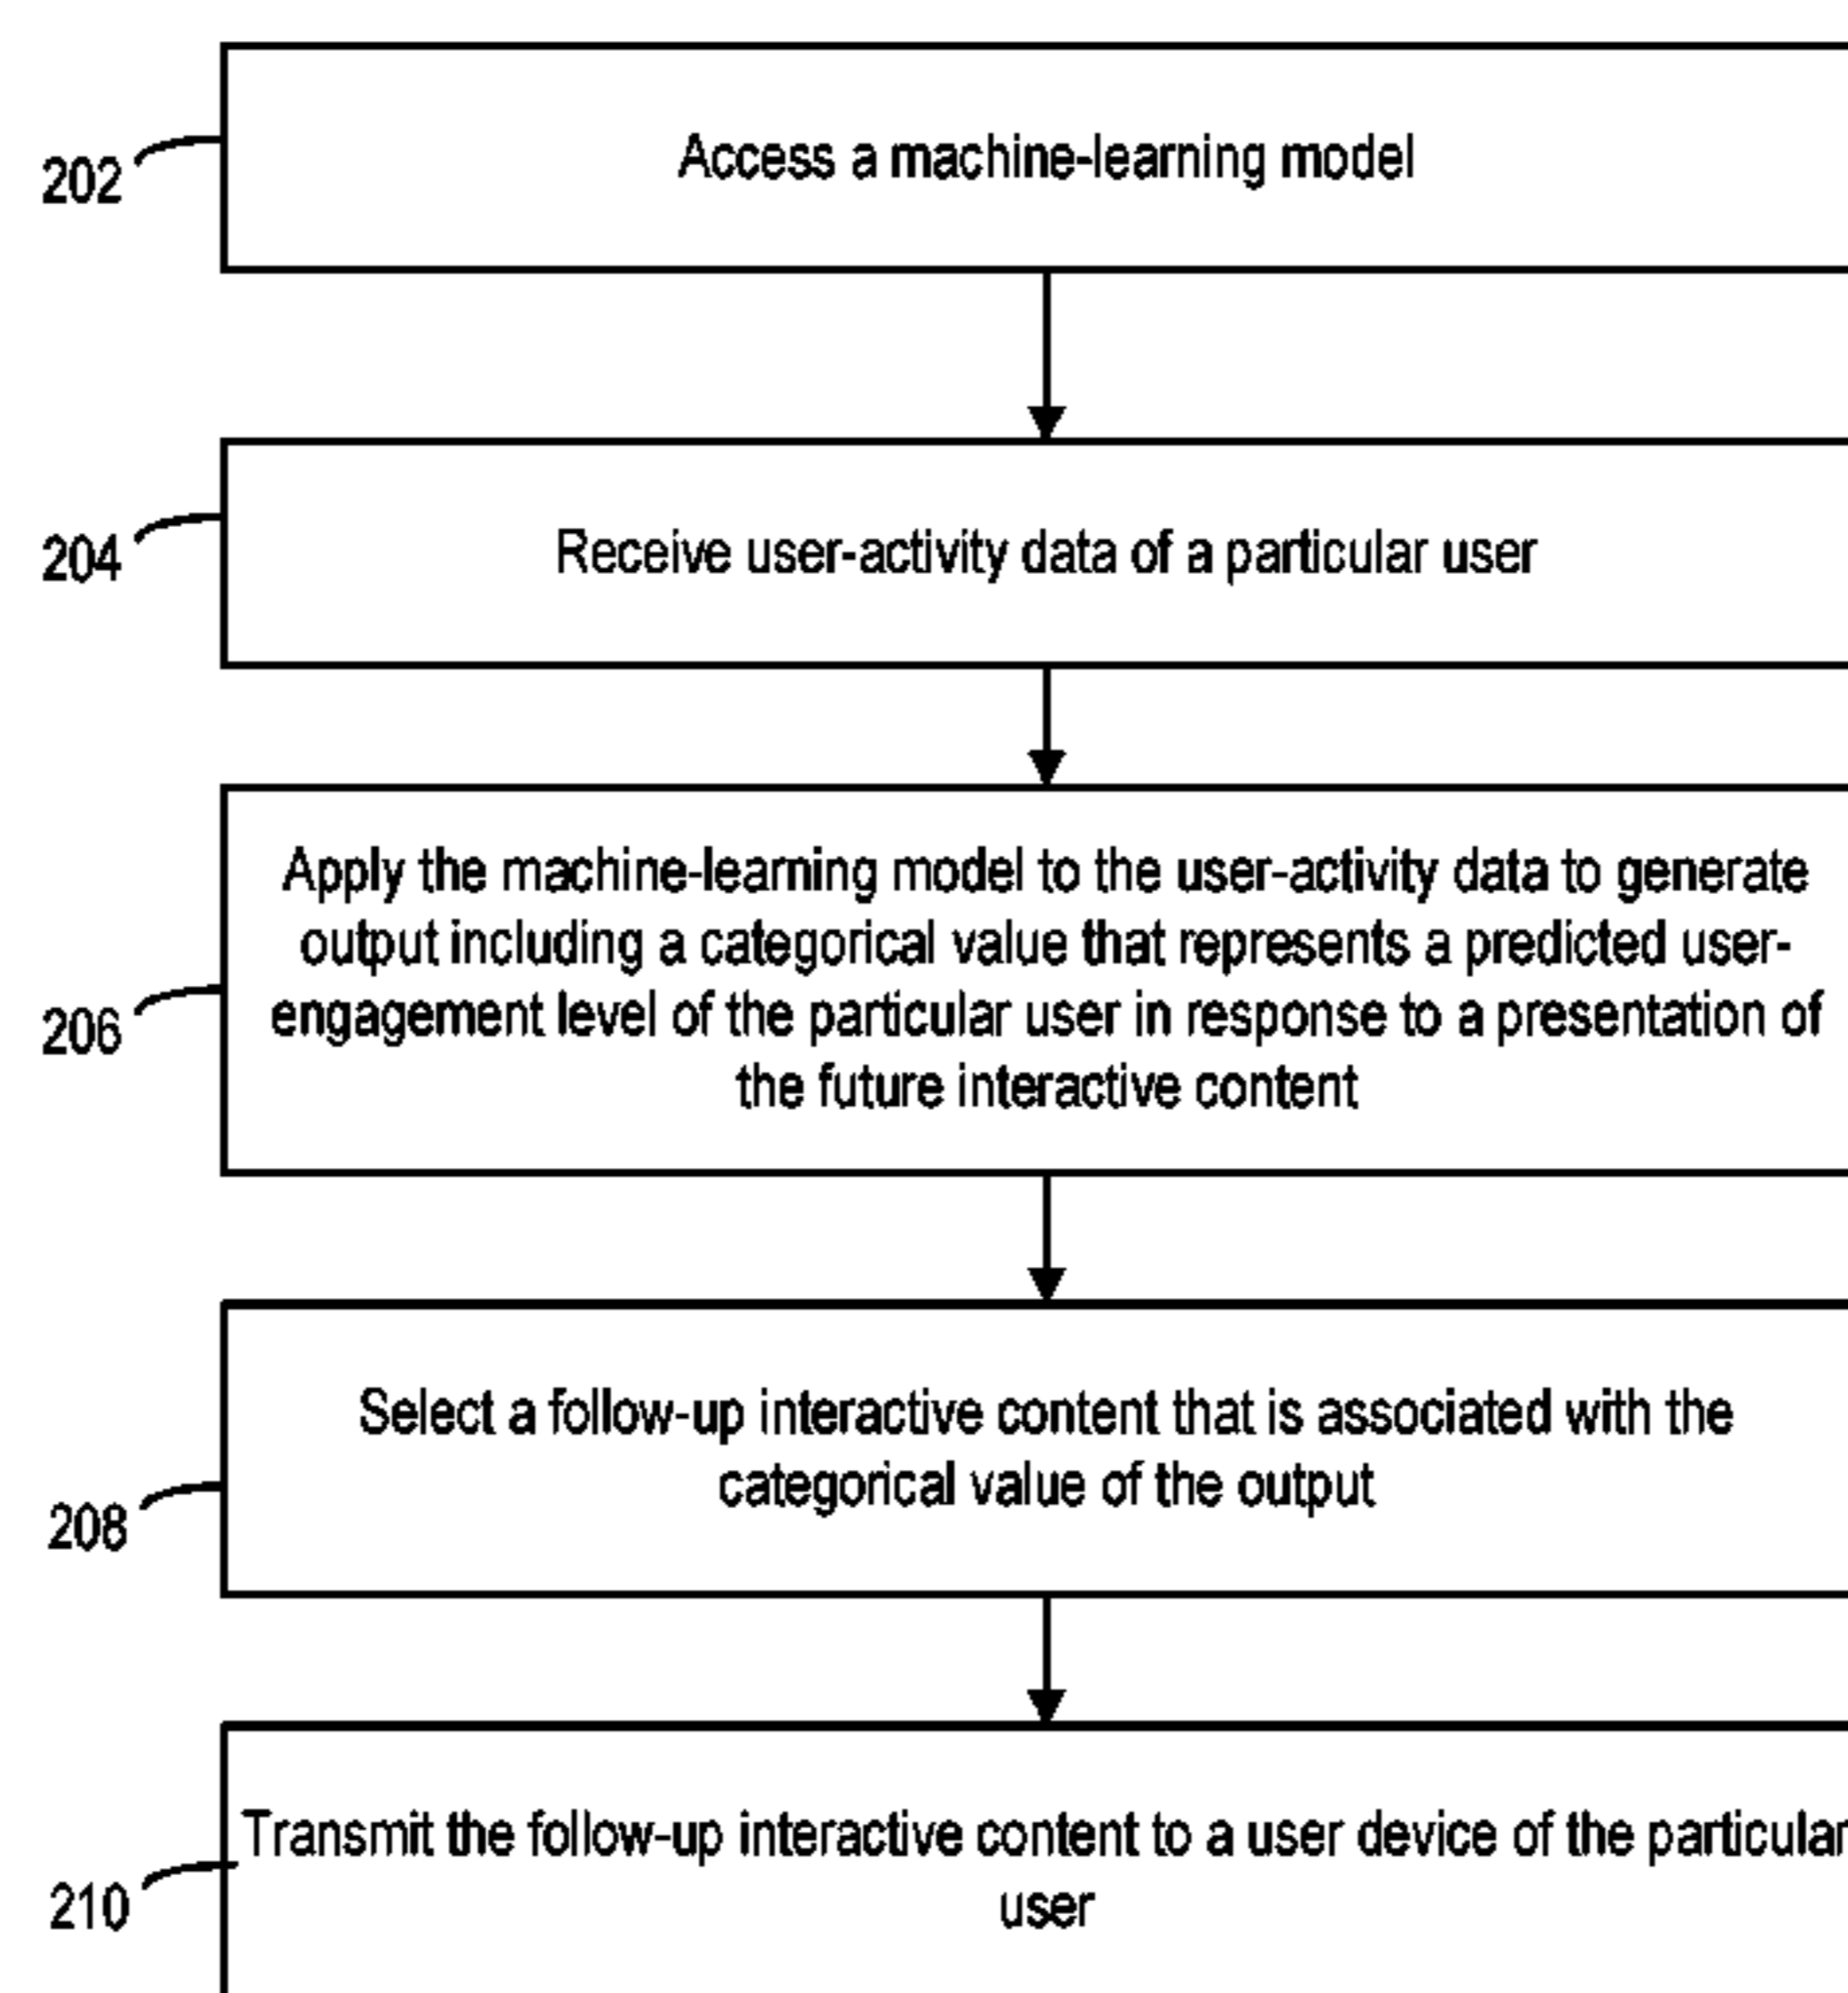 Access a machine-learning model
202
Receive user-activity data of a particular user
204
Apply the machine-learning model to the user-activity data to generate
output including a categorical value that represents a predicted user-
engagement level of the particular user in response to a presentation of
the future interactive content
206
Select a follow-up interactive content that is associated with the
categorical value of the output
208
Transmit the follow-up interactive content to a user device of the particular
user
210